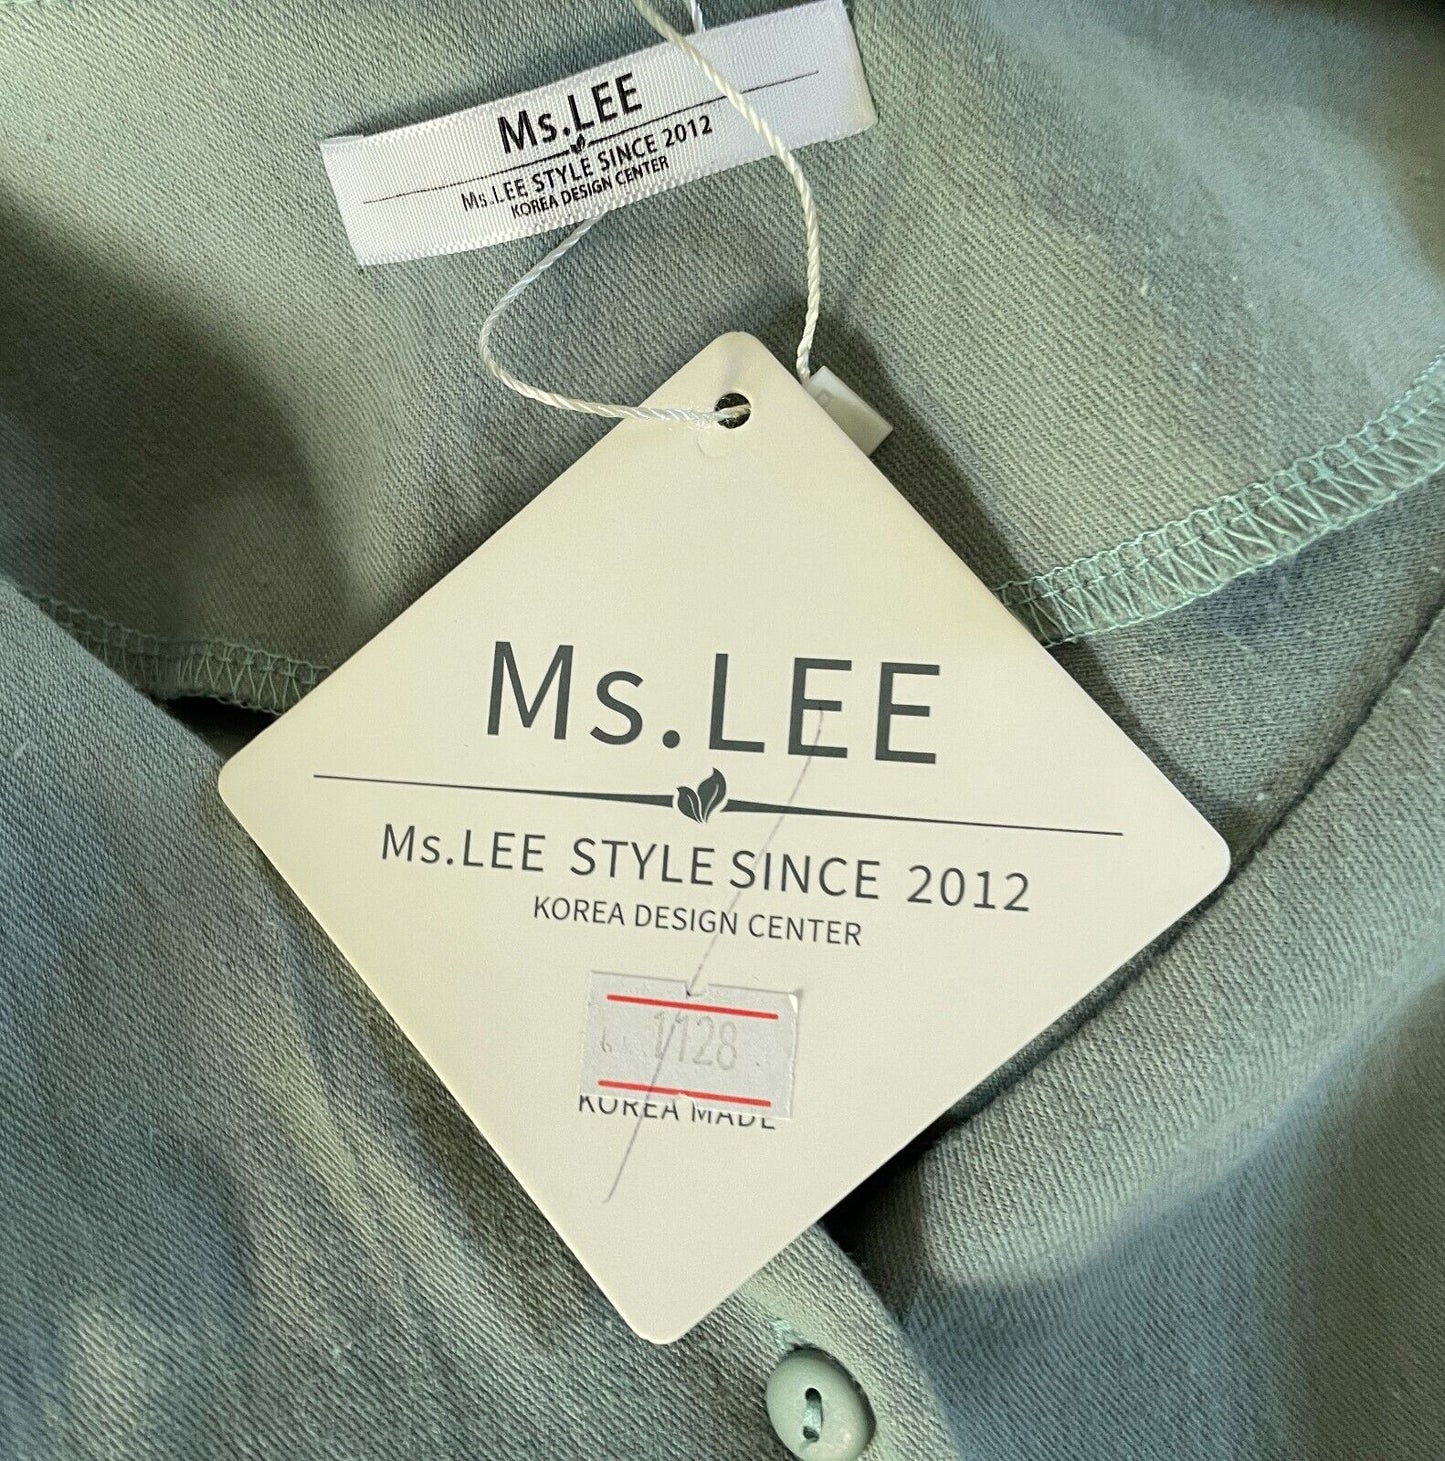 Ms.LEE
Ms.LEE STYLE SINCE 2012
KOREA DESIGN CENTER
Ms.LEE
Ms.LEE STYLE SINCE 2012
KOREA DESIGN CENTER
1128
KOREA MADE